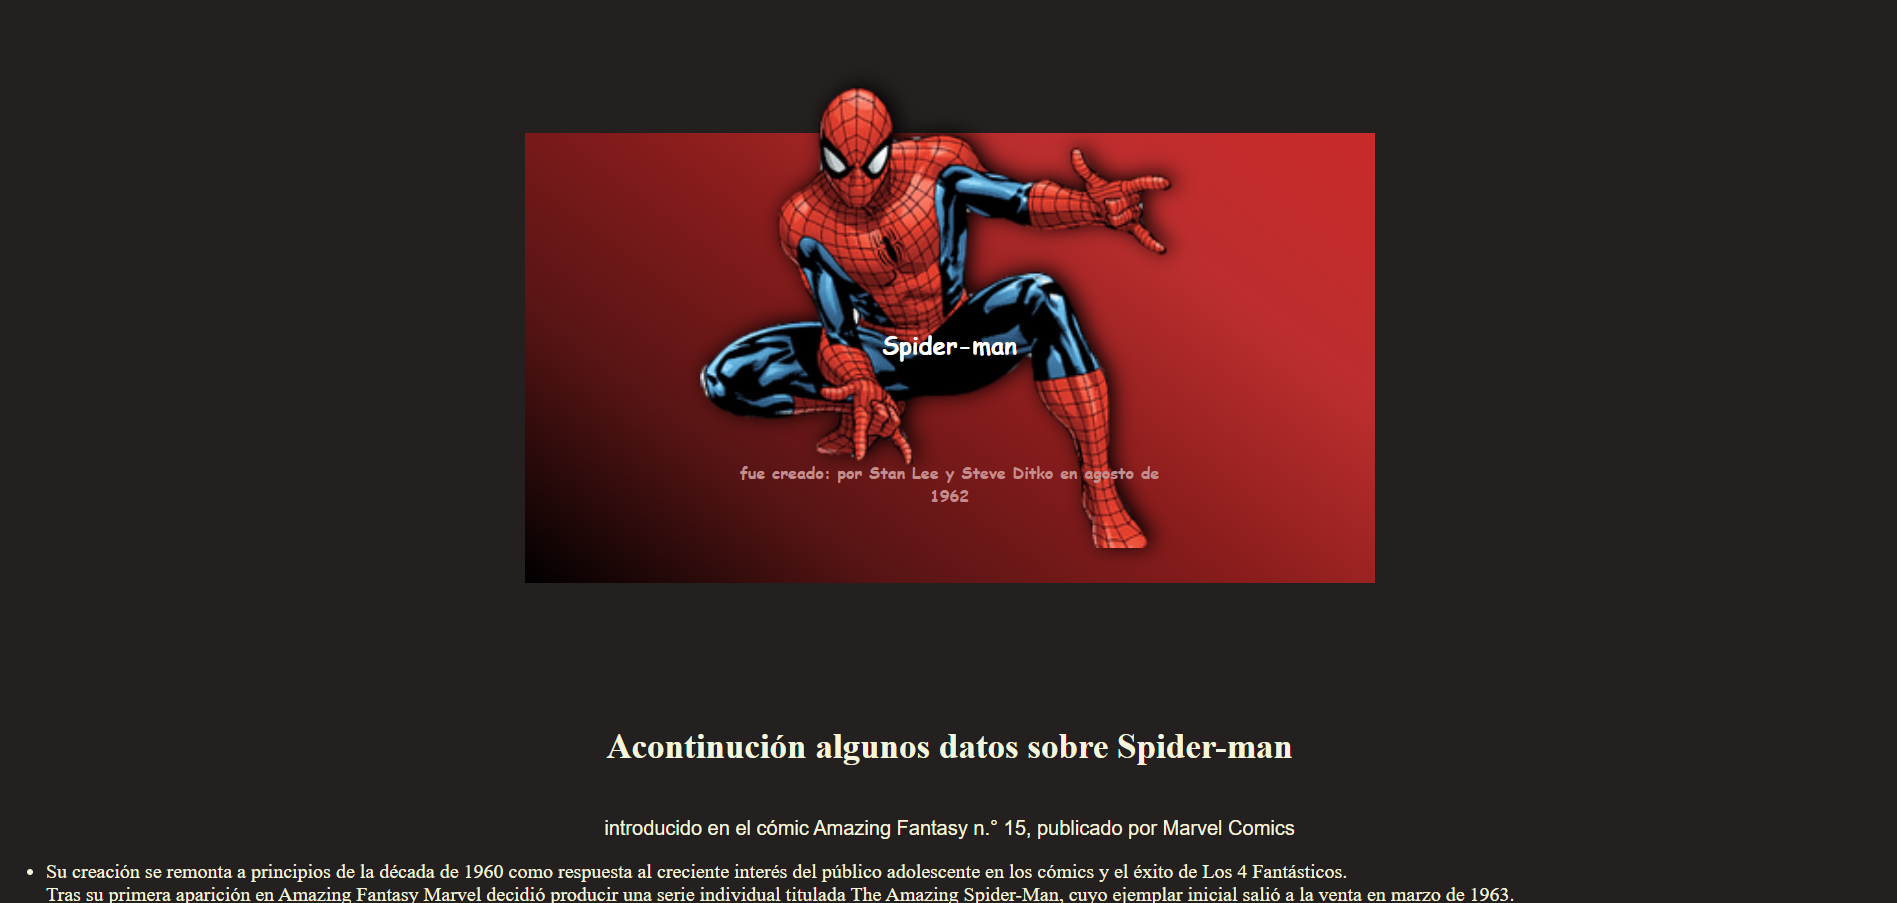 Spider-man
fue creado: por Stan Lee y Steve Ditko en agosto de
1962
Acontinución algunos datos sobre Spider-man
introducido en el cómic Amazing Fantasy n.° 15, publicado por Marvel Comics
• Su creación se remonta a principios de la década de 1960 como respuesta al creciente interés del público adolescente en los cómics y el éxito de Los 4 Fantásticos.
Tras su primera aparición en Amazing Fantasy Marvel decidió producir una serie individual titulada The Amazing Spider-Man, cuyo ejemplar inicial salió a la venta en marzo de 1963.